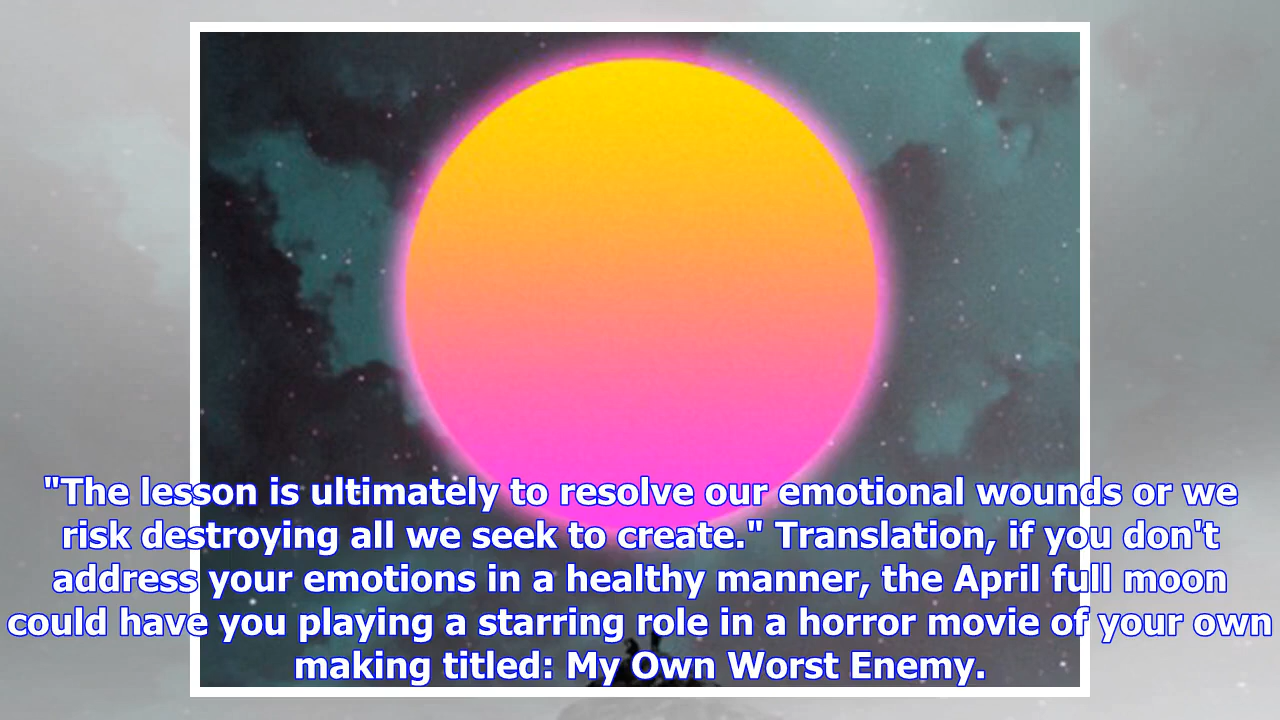 "The lesson is ultimately to resolve our emotional wounds or we
risk destroying all we seek to create." Translation, if you don't
address your emotions in a healthy manner, the April full moon
could have you playing a starring role in a horror movie of your own
making titled: My Own Worst Enemy.